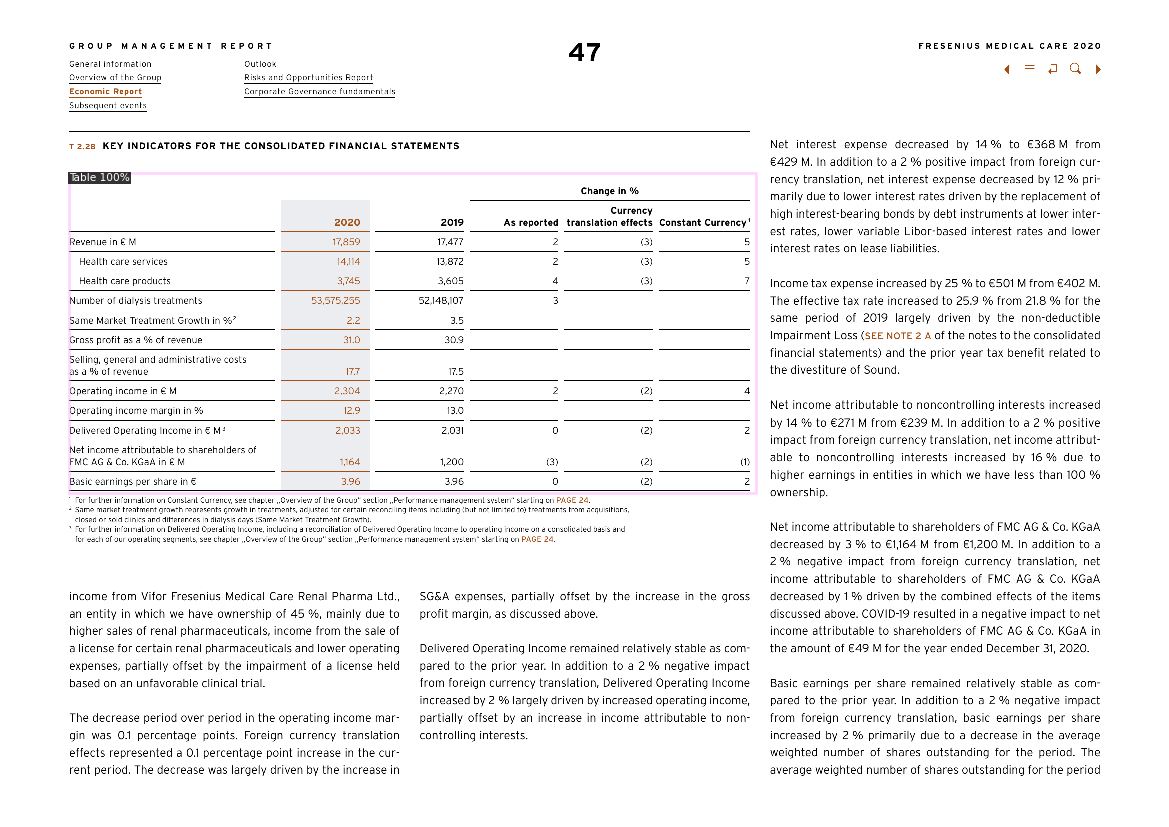 GROUP MANAGEMENT REPORT
General information
Overview of the Group
Economic Report
Subsequent events
Outlook
Risks and Opportunities Report
Corporate Governance fundamentals
47
FRESENIUS MEDICAL CARE 2020
T 2.28 KEY INDICATORS FOR THE CONSOLIDATED FINANCIAL STATEMENTS
Table 100%
Change in %
2020 2019 As reported Currency translation effects Constant Currency ¹
Revenue in € M 17,859 17,477 2 (3) 5
Health care services 14,114 13,872 2 (3) 5
Health care products 3,745 3,605 4 (3) 7
Number of dialysis treatments 53,575,255 52,148,107 3
Same Market Treatment Growth in % ² 2.2 3.5
Gross profit as a % of revenue 31.0 30.9
Selling, general and administrative costs
as a % of revenue 17.7 17.5
Operating income in € M 2,304 2,270 2 (2) 4
Operating income margin in % 12.9 13.0
Delivered Operating Income in € M ³ 2,033 2,031 0 (2) 2
Net income attributable to shareholders of
FMC AG & Co. KGaA in € M 1,164 1,200 (3) (2) (1)
Basic earnings per share in € 3.96 3.96 0 (2) 2
¹ For further information on Constant Currency, see chapter „Overview of the Group" section „Performance management system" starting on PAGE 24.
² Same market treatment growth represents growth in treatments, adjusted for certain reconciling items including (but not limited to) treatments from acquisitions,
closed or sold clinics and differences in dialysis days (Same Market Treatment Growth).
³ For further information on Delivered Operating Income, including a reconciliation of Delivered Operating Income to operating income on a consolidated basis and
for each of our operating segments, see chapter „Overview of the Group" section „Performance management system" starting on PAGE 24.
income from Vifor Fresenius Medical Care Renal Pharma Ltd.,
an entity in which we have ownership of 45 %, mainly due to
higher sales of renal pharmaceuticals, income from the sale of
a license for certain renal pharmaceuticals and lower operating
expenses, partially offset by the impairment of a license held
based on an unfavorable clinical trial.
The decrease period over period in the operating income mar-
gin was 0.1 percentage points. Foreign currency translation
effects represented a 0.1 percentage point increase in the cur-
rent period. The decrease was largely driven by the increase in
SG&A expenses, partially offset by the increase in the gross
profit margin, as discussed above.
Delivered Operating Income remained relatively stable as com-
pared to the prior year. In addition to a 2 % negative impact
from foreign currency translation, Delivered Operating Income
increased by 2 % largely driven by increased operating income,
partially offset by an increase in income attributable to non-
controlling interests.
Net interest expense decreased by 14 % to €368 M from
€429 M. In addition to a 2 % positive impact from foreign cur-
rency translation, net interest expense decreased by 12 % pri-
marily due to lower interest rates driven by the replacement of
high interest-bearing bonds by debt instruments at lower inter-
est rates, lower variable Libor-based interest rates and lower
interest rates on lease liabilities.
Income tax expense increased by 25 % to €501 M from €402 M.
The effective tax rate increased to 25.9 % from 21.8 % for the
same period of 2019 largely driven by the non-deductible
Impairment Loss (SEE NOTE 2 A of the notes to the consolidated
financial statements) and the prior year tax benefit related to
the divestiture of Sound.
Net income attributable to noncontrolling interests increased
by 14 % to €271 M from €239 M. In addition to a 2 % positive
impact from foreign currency translation, net income attribut-
able to noncontrolling interests increased by 16 % due to
higher earnings in entities in which we have less than 100 %
ownership.
Net income attributable to shareholders of FMC AG & Co. KGaA
decreased by 3 % to €1,164 M from €1,200 M. In addition to a
2 % negative impact from foreign currency translation, net
income attributable to shareholders of FMC AG & Co. KGaA
decreased by 1 % driven by the combined effects of the items
discussed above. COVID-19 resulted in a negative impact to net
income attributable to shareholders of FMC AG & Co. KGaA in
the amount of €49 M for the year ended December 31, 2020.
Basic earnings per share remained relatively stable as com-
pared to the prior year. In addition to a 2 % negative impact
from foreign currency translation, basic earnings per share
increased by 2 % primarily due to a decrease in the average
weighted number of shares outstanding for the period. The
average weighted number of shares outstanding for the period